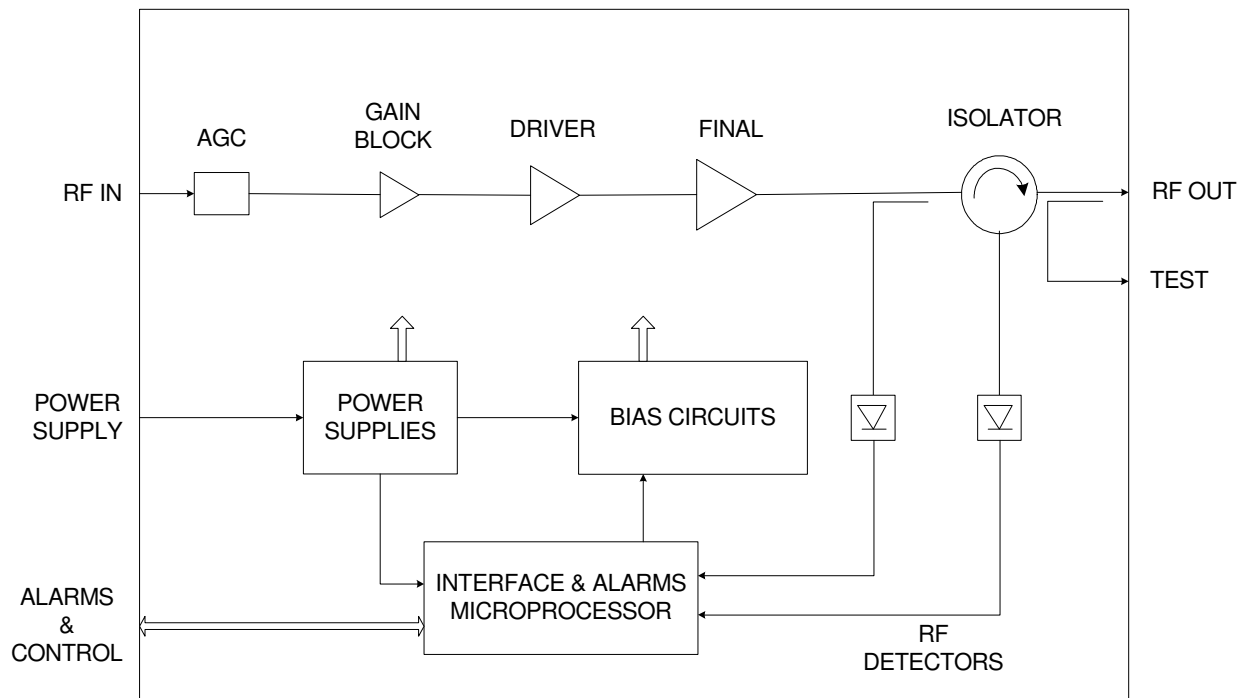 AGC
GAIN
BLOCK
DRIVER
FINAL
ISOLATOR
RF IN
RF OUT
TEST
POWER
SUPPLY
POWER
SUPPLIES
BIAS CIRCUITS
ALARMS
&
CONTROL
INTERFACE & ALARMS
MICROPROCESSOR
RF
DETECTORS